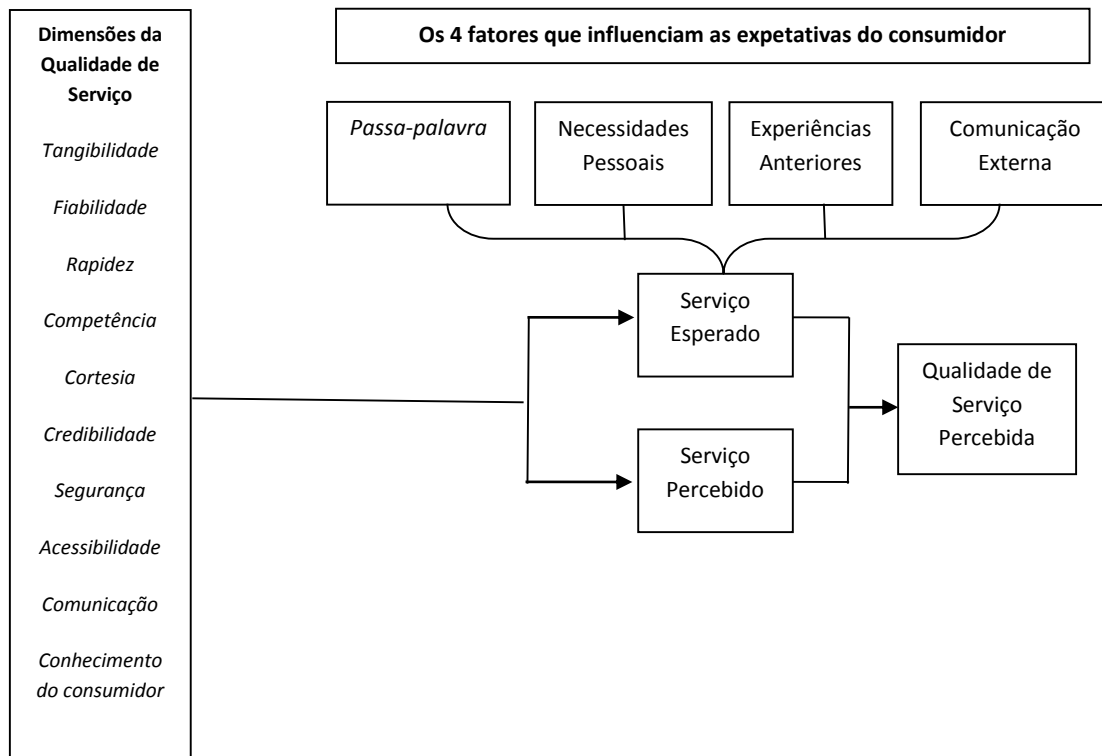 Dimensões da
Qualidade de
Serviço
Tangibilidade
Fiabilidade
Rapidez
Competência
Cortesia
Credibilidade
Segurança
Acessibilidade
Comunicação
Conhecimento
do consumidor
Os 4 fatores que influenciam as expetativas do consumidor
Passa-palavra
Necessidades
Pessoais
Experiências
Anteriores
Comunicação
Externa
Serviço
Esperado
Serviço
Percebido
Qualidade de
Serviço
Percebida